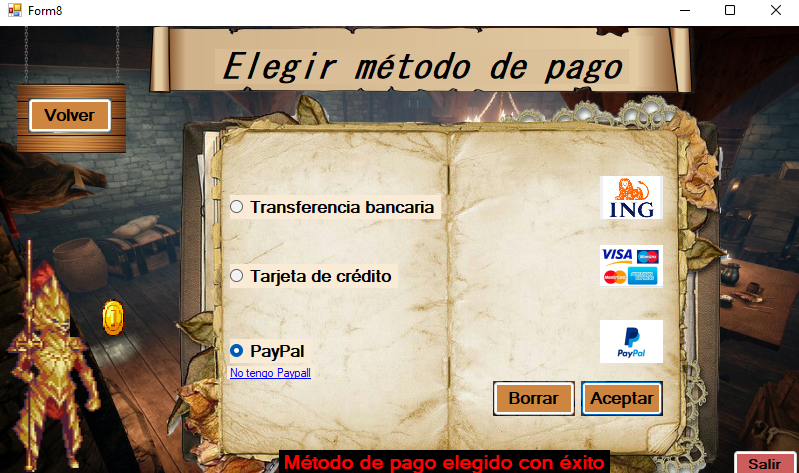 Form8
Elegir método de pago
Volver
Transferencia bancaria
ING
Tarjeta de crédito
VISA
PayPal
PayPal
No tengo Paypall
Borrar
Aceptar
Método de pago elegido con éxito
Salir